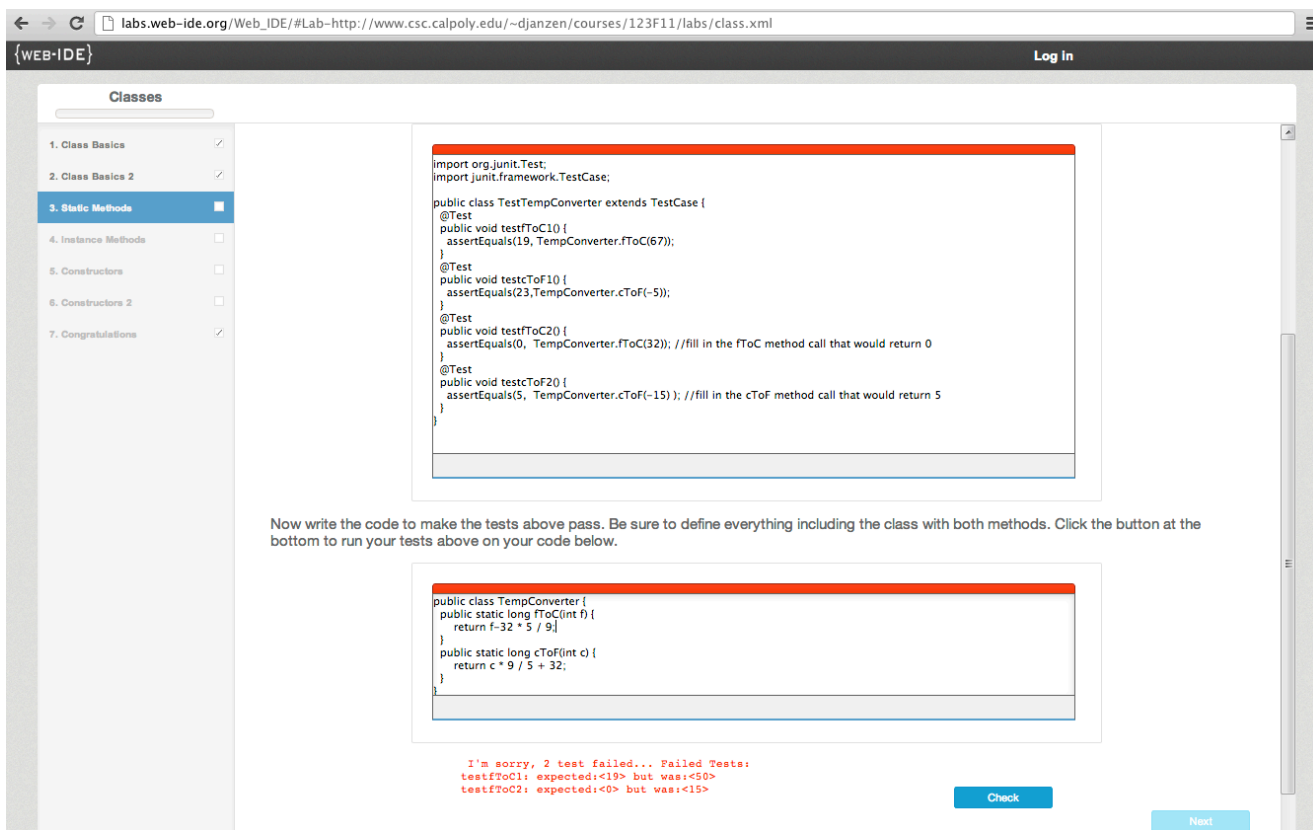 labs.web-ide.org/Web_IDE/#Lab-http://www.csc.calpoly.edu/~djanzen/courses/123F11/labs/class.xml
{WEB-IDE}
Log in
Classes
1. Class Basics
2. Class Basics 2
3. Static Methods
4. Instance Methods
5. Constructors
6. Constructors 2
7. Congratulations
import org.junit.Test;
import junit.framework.TestCase;
public class TestTempConverter extends TestCase {
@Test
public void testfToC1() {
assertEquals(19, TempConverter.fToC(67));
}
@Test
public void testcToF1() {
assertEquals(23,TempConverter.cToF(-5));
}
@Test
public void testfToC2() {
assertEquals(0,  TempConverter.fToC(32)); //fill in the fToC method call that would return 0
}
@Test
public void testcToF2() {
assertEquals(5,  TempConverter.cToF(-15) ); //fill in the cToF method call that would return 5
}
}
Now write the code to make the tests above pass. Be sure to define everything including the class with both methods. Click the button at the
bottom to run your tests above on your code below.
public class TempConverter {
public static long fToC(int f) {
return f-32 * 5 / 9;
}
public static long cToF(int c) {
return c * 9 / 5 + 32;
}
}
I'm sorry, 2 test failed... Failed Tests:
testfToC1: expected:<19> but was:<50>
testfToC2: expected:<0> but was:<15>
Check
Next